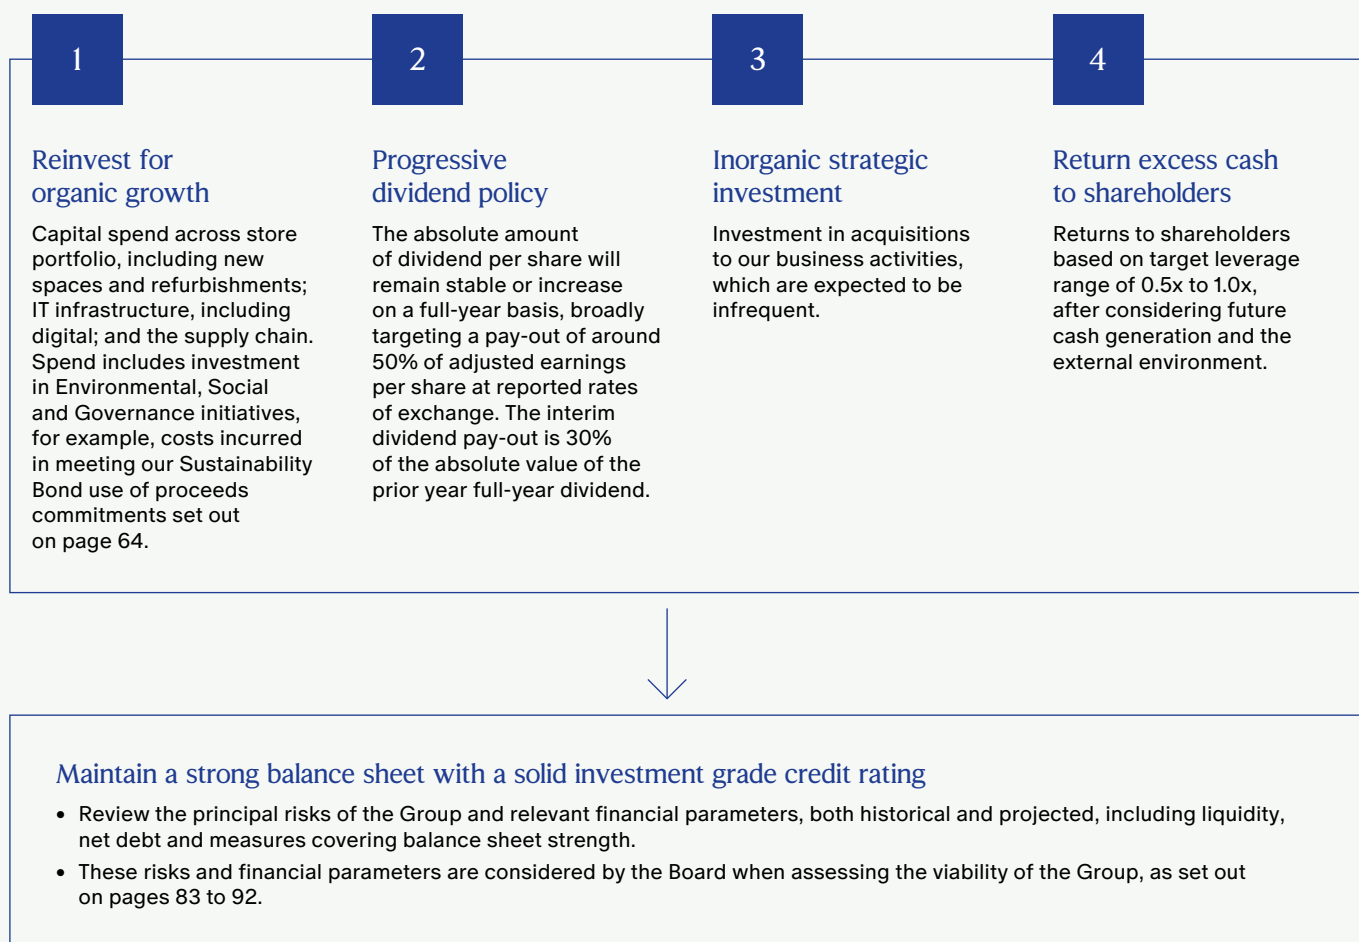 1
Reinvest for
organic growth
Capital spend across store
portfolio, including new
spaces and refurbishments;
IT infrastructure, including
digital; and the supply chain.
Spend includes investment
in Environmental, Social
and Governance initiatives,
for example, costs incurred
in meeting our Sustainability
Bond use of proceeds
commitments set out
on page 64.
2
Progressive
dividend policy
The absolute amount
of dividend per share will
remain stable or increase
on a full-year basis, broadly
targeting a pay-out of around
50% of adjusted earnings
per share at reported rates
of exchange. The interim
dividend pay-out is 30%
of the absolute value of the
prior year full-year dividend.
3
Inorganic strategic
investment
Investment in acquisitions
to our business activities,
which are expected to be
infrequent.
4
Return excess cash
to shareholders
Returns to shareholders
based on target leverage
range of 0.5x to 1.0x,
after considering future
cash generation and the
external environment.
Maintain a strong balance sheet with a solid investment grade credit rating
• Review the principal risks of the Group and relevant financial parameters, both historical and projected, including liquidity,
net debt and measures covering balance sheet strength.
• These risks and financial parameters are considered by the Board when assessing the viability of the Group, as set out
on pages 83 to 92.